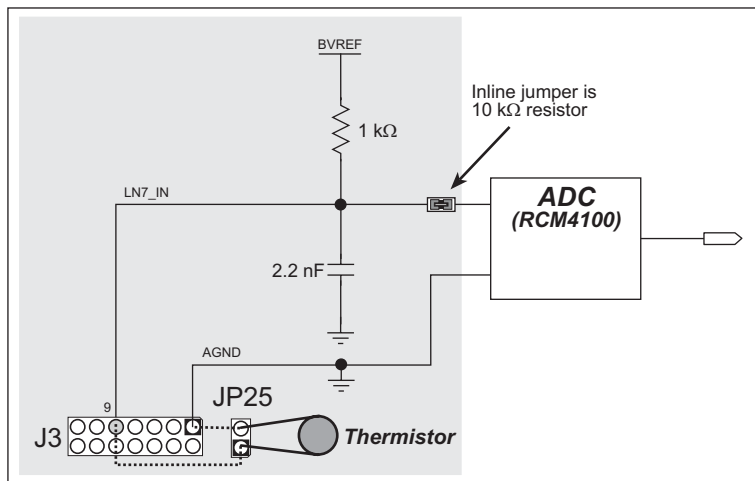 BVREF
Inline jumper is
10 kΩ resistor
1 kΩ
LN7_IN
ADC
(RCM4100)
2.2 nF
AGND
9
JP25
J3
Thermistor